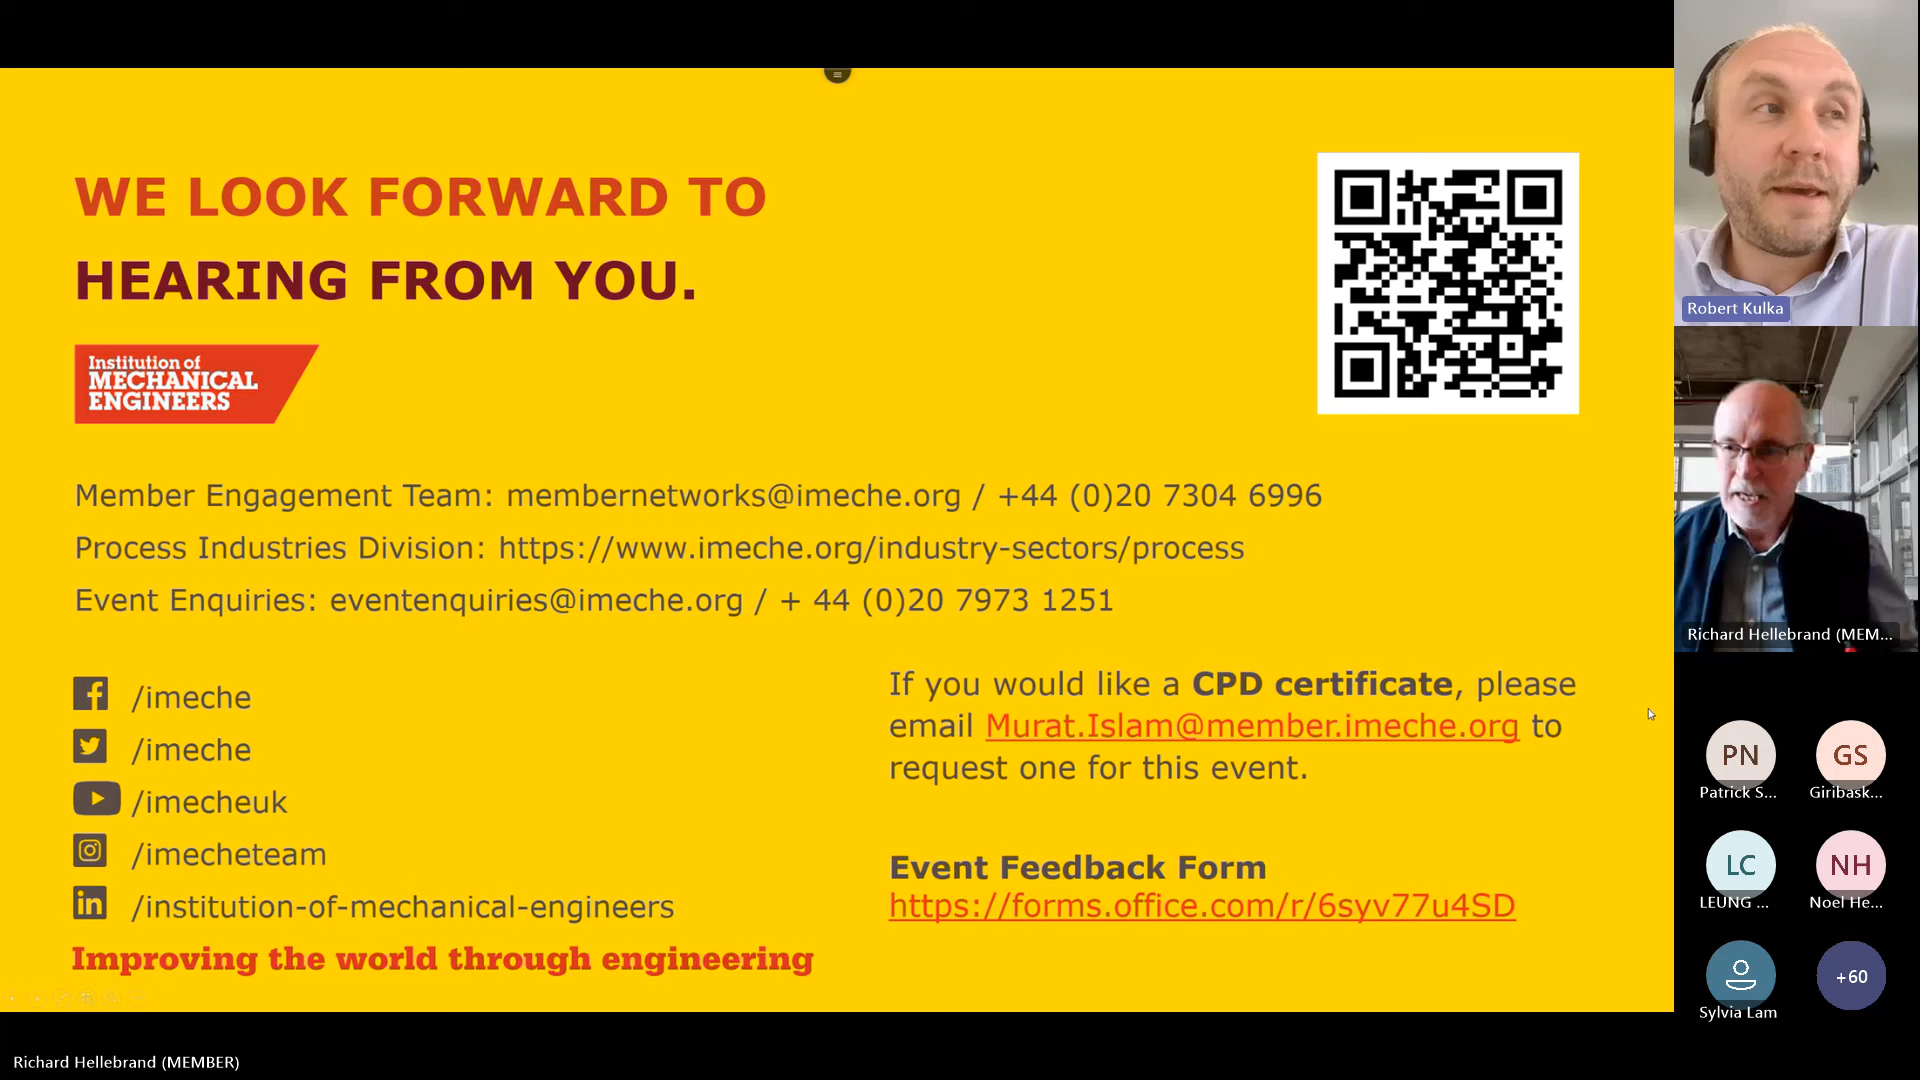 WE LOOK FORWARD TO
HEARING FROM YOU.
Institution of
MECHANICAL
ENGINEERS
Member Engagement Team: membernetworks@imeche.org / +44 (0)20 7304 6996
Process Industries Division: https://www.imeche.org/industry-sectors/process
Event Enquiries: eventenquiries@imeche.org / + 44 (0)20 7973 1251
/imeche
/imeche
/imecheuk
/imecheteam
/institution-of-mechanical-engineers
Improving the world through engineering
If you would like a CPD certificate, please
email Murat.Islam@member.imeche.org to
request one for this event.
Event Feedback Form
https://forms.office.com/r/6syv77u4SD
Robert Kulka
Richard Hellebrand (MEM...
PN
Patrick S...
GS
Giribask...
LC
LEUNG ...
NH
Noel He...
Sylvia Lam
+60
Richard Hellebrand (MEMBER)